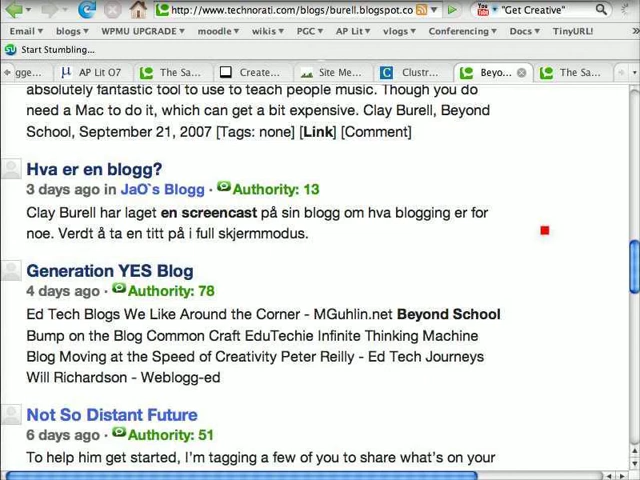 http://www.technorati.com/blogs/burell.blogspot.co
"Get Creative"
Email blogs WPMU UPGRADE moodle wikis PGC AP Lit vlogs Conferencing Docs TinyURL!
Start Stumbling...
gge... AP Lit O7 The Sa... Create... Site Me... Clustr... Beyo... The Sa...
absolutely fantastic tool to use to teach people music. Though you do
need a Mac to do it, which can get a bit expensive. Clay Burell, Beyond
School, September 21, 2007 [Tags: none] [Link] [Comment]
Hva er en blogg?
3 days ago in JaO`s Blogg · Authority: 13
Clay Burell har laget en screencast på sin blogg om hva blogging er for
noe. Verdt å ta en titt på i full skjermmodus.
Generation YES Blog
4 days ago · Authority: 78
Ed Tech Blogs We Like Around the Corner - MGuhlin.net Beyond School
Bump on the Blog Common Craft EduTechie Infinite Thinking Machine
Blog Moving at the Speed of Creativity Peter Reilly - Ed Tech Journeys
Will Richardson - Weblogg-ed
Not So Distant Future
6 days ago · Authority: 51
To help him get started, I'm tagging a few of you to share what's on your